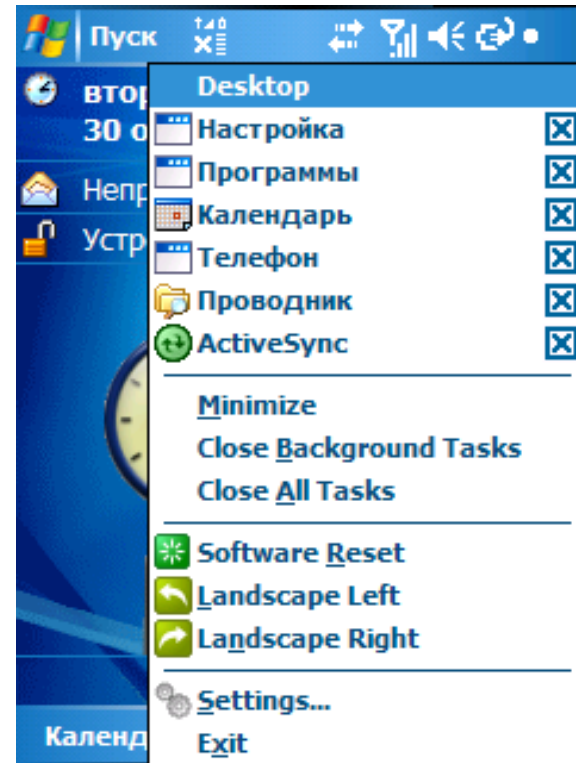 Пуск
Desktop
втор
30 о
Настройка
Программы
Непр
Календарь
Устр
Телефон
Проводник
ActiveSync
Minimize
Close Background Tasks
Close All Tasks
Software Reset
Landscape Left
Landscape Right
Settings...
Календ
Exit